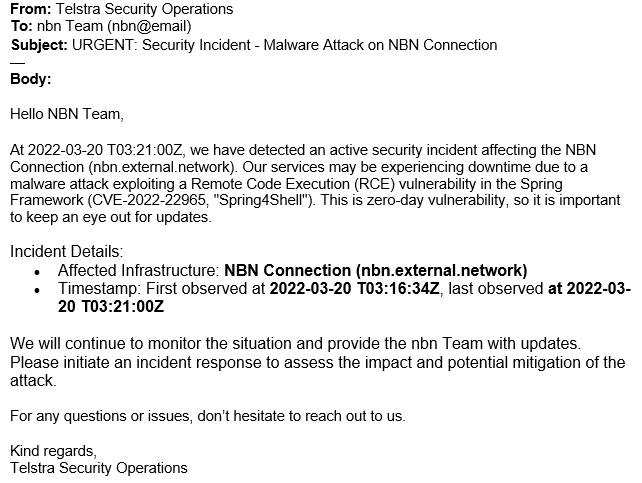 From: Telstra Security Operations
To: nbn Team (nbn@email)
Subject: URGENT: Security Incident - Malware Attack on NBN Connection
—
Body:
Hello NBN Team,
At 2022-03-20 T03:21:00Z, we have detected an active security incident affecting the NBN
Connection (nbn.external.network). Our services may be experiencing downtime due to a
malware attack exploiting a Remote Code Execution (RCE) vulnerability in the Spring
Framework (CVE-2022-22965, "Spring4Shell"). This is zero-day vulnerability, so it is important
to keep an eye out for updates.
Incident Details:
• Affected Infrastructure: NBN Connection (nbn.external.network)
• Timestamp: First observed at 2022-03-20 T03:16:34Z, last observed at 2022-03-
20 T03:21:00Z
We will continue to monitor the situation and provide the nbn Team with updates.
Please initiate an incident response to assess the impact and potential mitigation of the
attack.
For any questions or issues, don’t hesitate to reach out to us.
Kind regards,
Telstra Security Operations